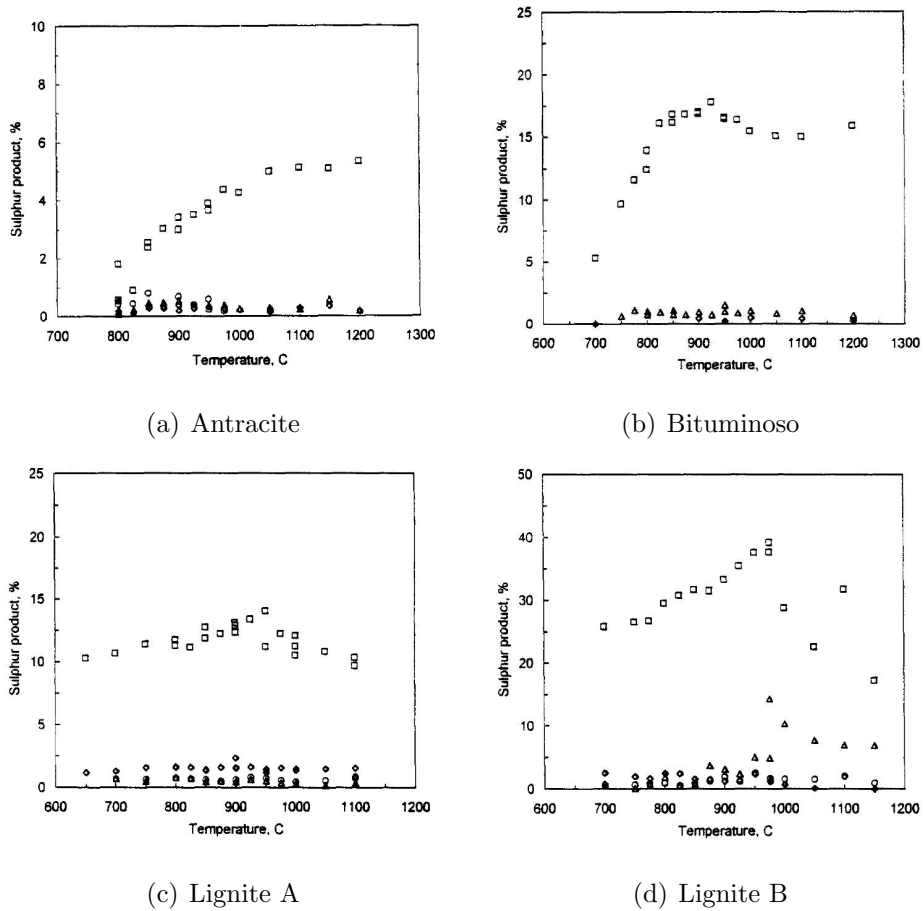 10
8
6
4
2
0
Sulphur product, %
700 800 900 1000 1100 1200 1300
Temperature, C
(a) Antracite
25
20
15
10
5
0
Sulphur product, %
600 700 800 900 1000 1100 1200 1300
Temperature, C
(b) Bituminoso
25
20
15
10
5
0
Sulphur product, %
600 700 800 900 1000 1100 1200
Temperature, C
(c) Lignite A
50
40
30
20
10
0
Sulphur product, %
600 700 800 900 1000 1100 1200
Temperature, C
(d) Lignite B